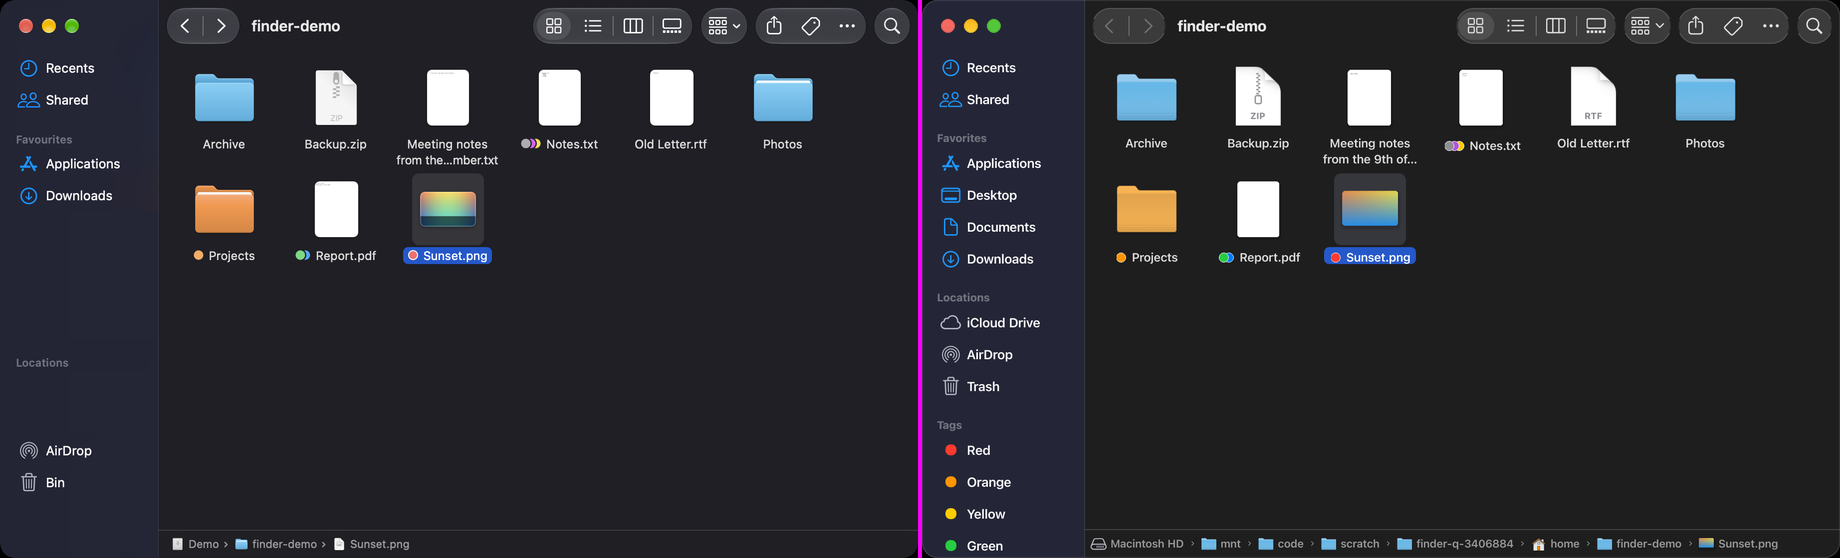 finder-demo
Recents
Shared
Favourites
Applications
Downloads
Locations
AirDrop
Bin
Archive
ZIP
Backup.zip
Meeting notes
from the...mber.txt
Notes.txt
Old Letter.rtf
Photos
Projects
Report.pdf
Sunset.png
Demo › finder-demo › Sunset.png
finder-demo
Recents
Shared
Favorites
Applications
Desktop
Documents
Downloads
Locations
iCloud Drive
AirDrop
Trash
Tags
Red
Orange
Yellow
Green
Archive
ZIP
Backup.zip
Meeting notes
from the 9th of...
Notes.txt
RTF
Old Letter.rtf
Photos
Projects
Report.pdf
Sunset.png
Macintosh HD › mnt › code › scratch › finder-q-3406884 › home › finder-demo › Sunset.png